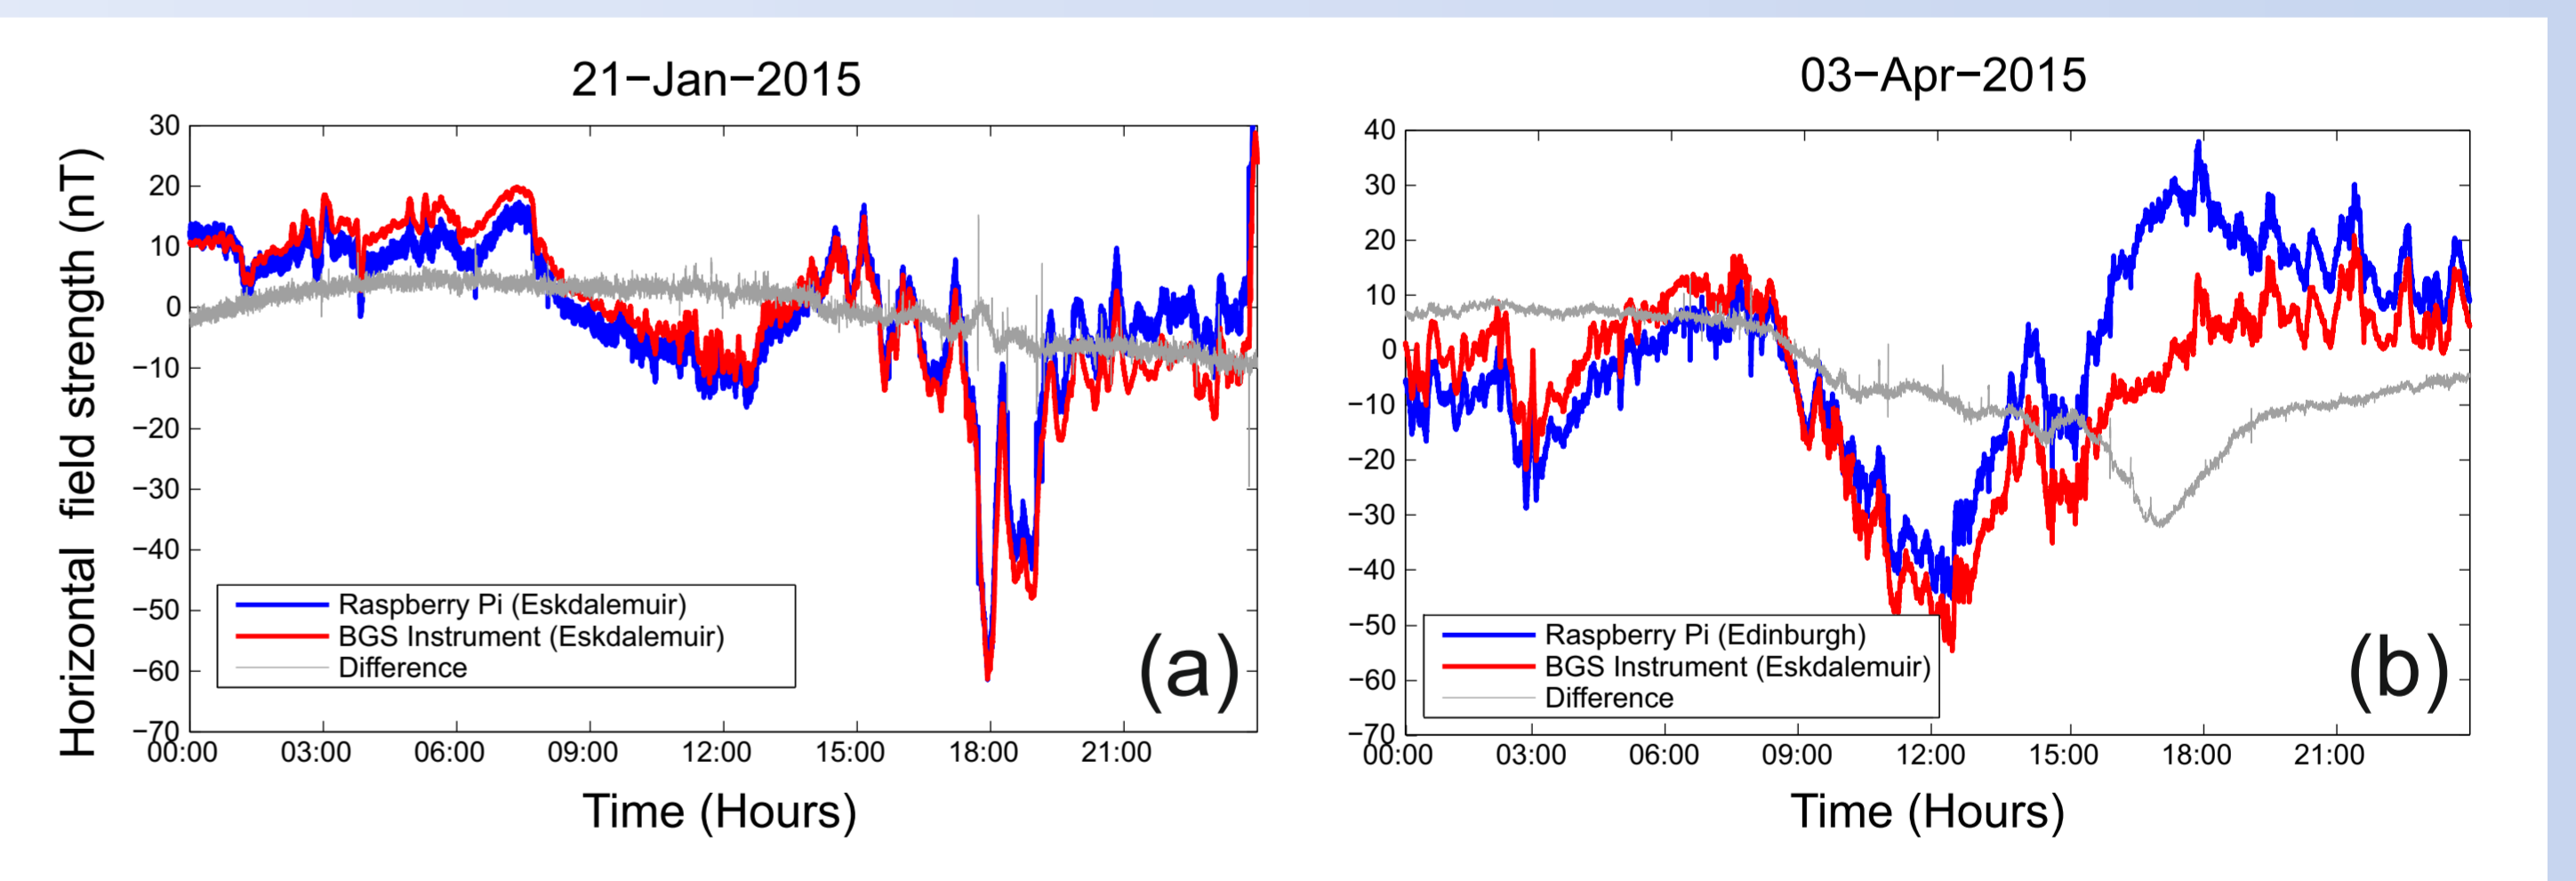 21−Jan−2015
Horizontal field strength (nT)
30
20
10
0
−10
−20
−30
−40
−50
−60
−70
Raspberry Pi (Eskdalemuir)
BGS Instrument (Eskdalemuir)
Difference
(a)
00:00 03:00 06:00 09:00 12:00 15:00 18:00 21:00
Time (Hours)
03−Apr−2015
40
30
20
10
0
−10
−20
−30
−40
−50
−60
−70
Raspberry Pi (Edinburgh)
BGS Instrument (Eskdalemuir)
Difference
(b)
00:00 03:00 06:00 09:00 12:00 15:00 18:00 21:00
Time (Hours)